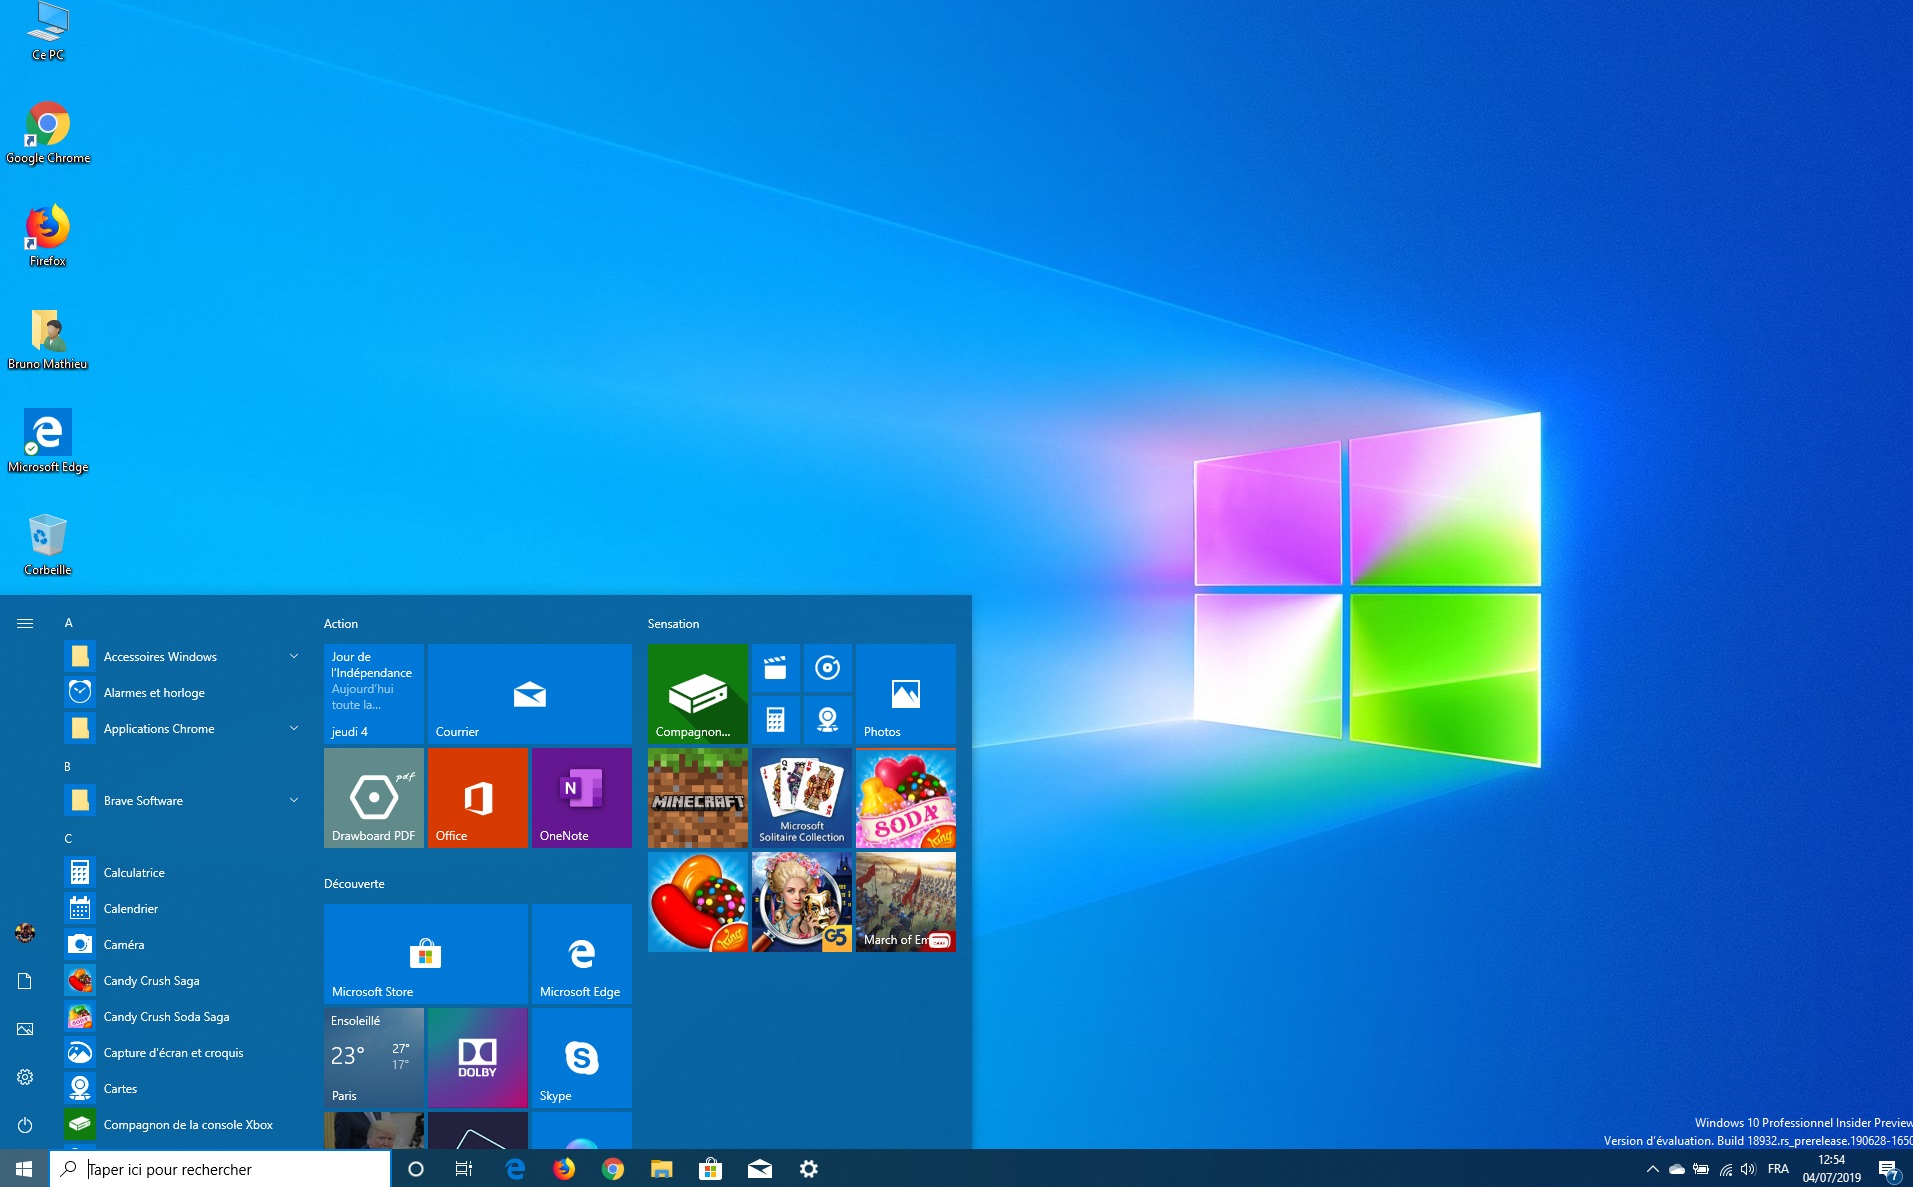 Ce PC
Google Chrome
Firefox
Bruno Mathieu
Microsoft Edge
Corbeille
A
Accessoires Windows
Alarmes et horloge
Applications Chrome
B
Brave Software
C
Calculatrice
Calendrier
Caméra
Candy Crush Saga
Candy Crush Soda Saga
Capture d'écran et croquis
Cartes
Compagnon de la console Xbox
Action
Jour de
l'Indépendance
Aujourd'hui
toute la...
jeudi 4
Courrier
pdf
Drawboard PDF
Office
N
OneNote
Découverte
Microsoft Store
Microsoft Edge
Ensoleillé
23°
27°
17°
Paris
DOLBY
S
Skype
Sensation
Compagnon...
Photos
MINECRAFT
Microsoft
Solitaire Collection
SODA
King
King
G5
March of Em
Windows 10 Professionnel Insider Preview
Version d'évaluation. Build 18932.rs_prerelease.190628-1650
Taper ici pour rechercher
FRA
12:54
04/07/2019
7